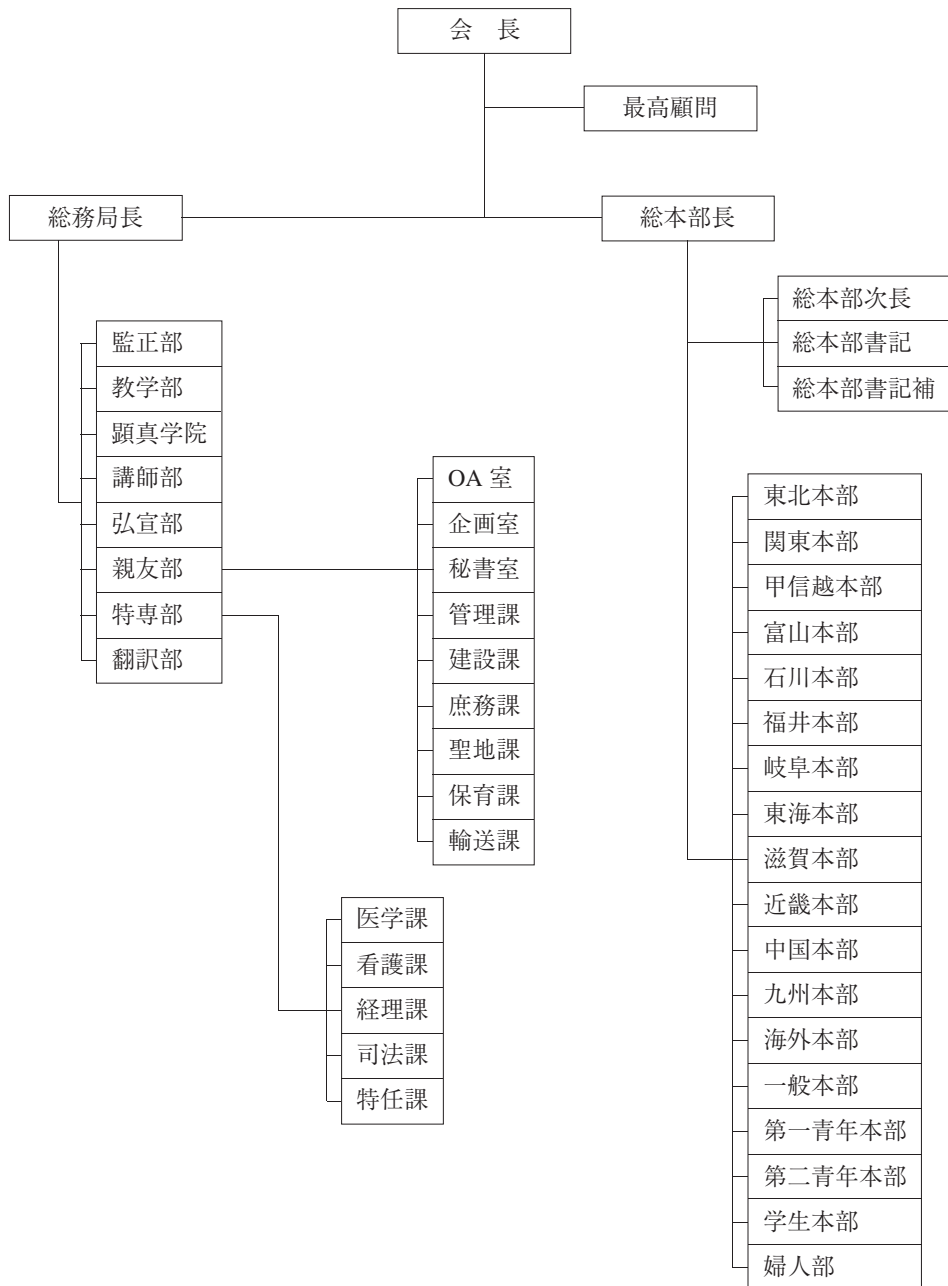 会 長
最高顧問
総務局長
総本部長
総本部次長
総本部書記
総本部書記補
監正部
教学部
顕真学院
講師部
弘宣部
親友部
特専部
翻訳部
OA 室
企画室
秘書室
管理課
建設課
庶務課
聖地課
保育課
輸送課
医学課
看護課
経理課
司法課
特任課
東北本部
関東本部
甲信越本部
富山本部
石川本部
福井本部
岐阜本部
東海本部
滋賀本部
近畿本部
中国本部
九州本部
海外本部
一般本部
第一青年本部
第二青年本部
学生本部
婦人部